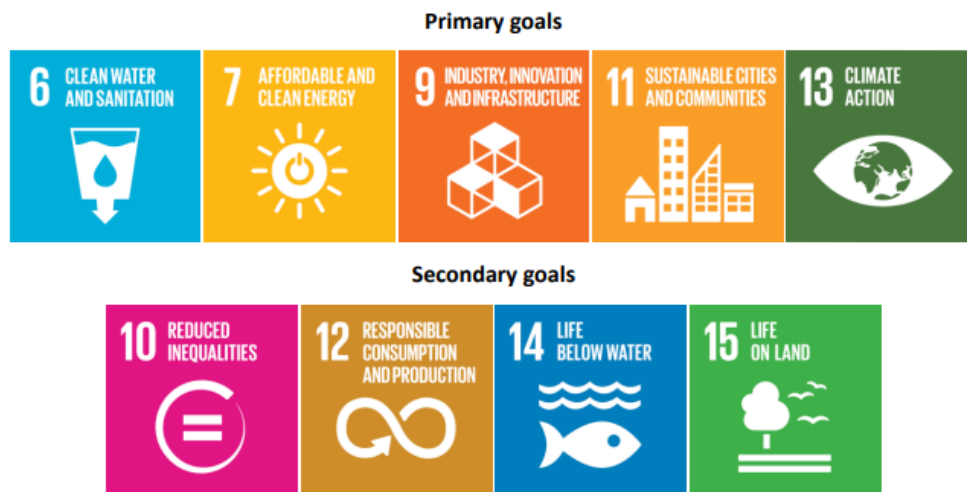 Primary goals
6 CLEAN WATER
AND SANITATION
7 AFFORDABLE AND
CLEAN ENERGY
9 INDUSTRY, INNOVATION
AND INFRASTRUCTURE
11 SUSTAINABLE CITIES
AND COMMUNITIES
13 CLIMATE
ACTION
Secondary goals
10 REDUCED
INEQUALITIES
12 RESPONSIBLE
CONSUMPTION
AND PRODUCTION
14 LIFE
BELOW WATER
15 LIFE
ON LAND